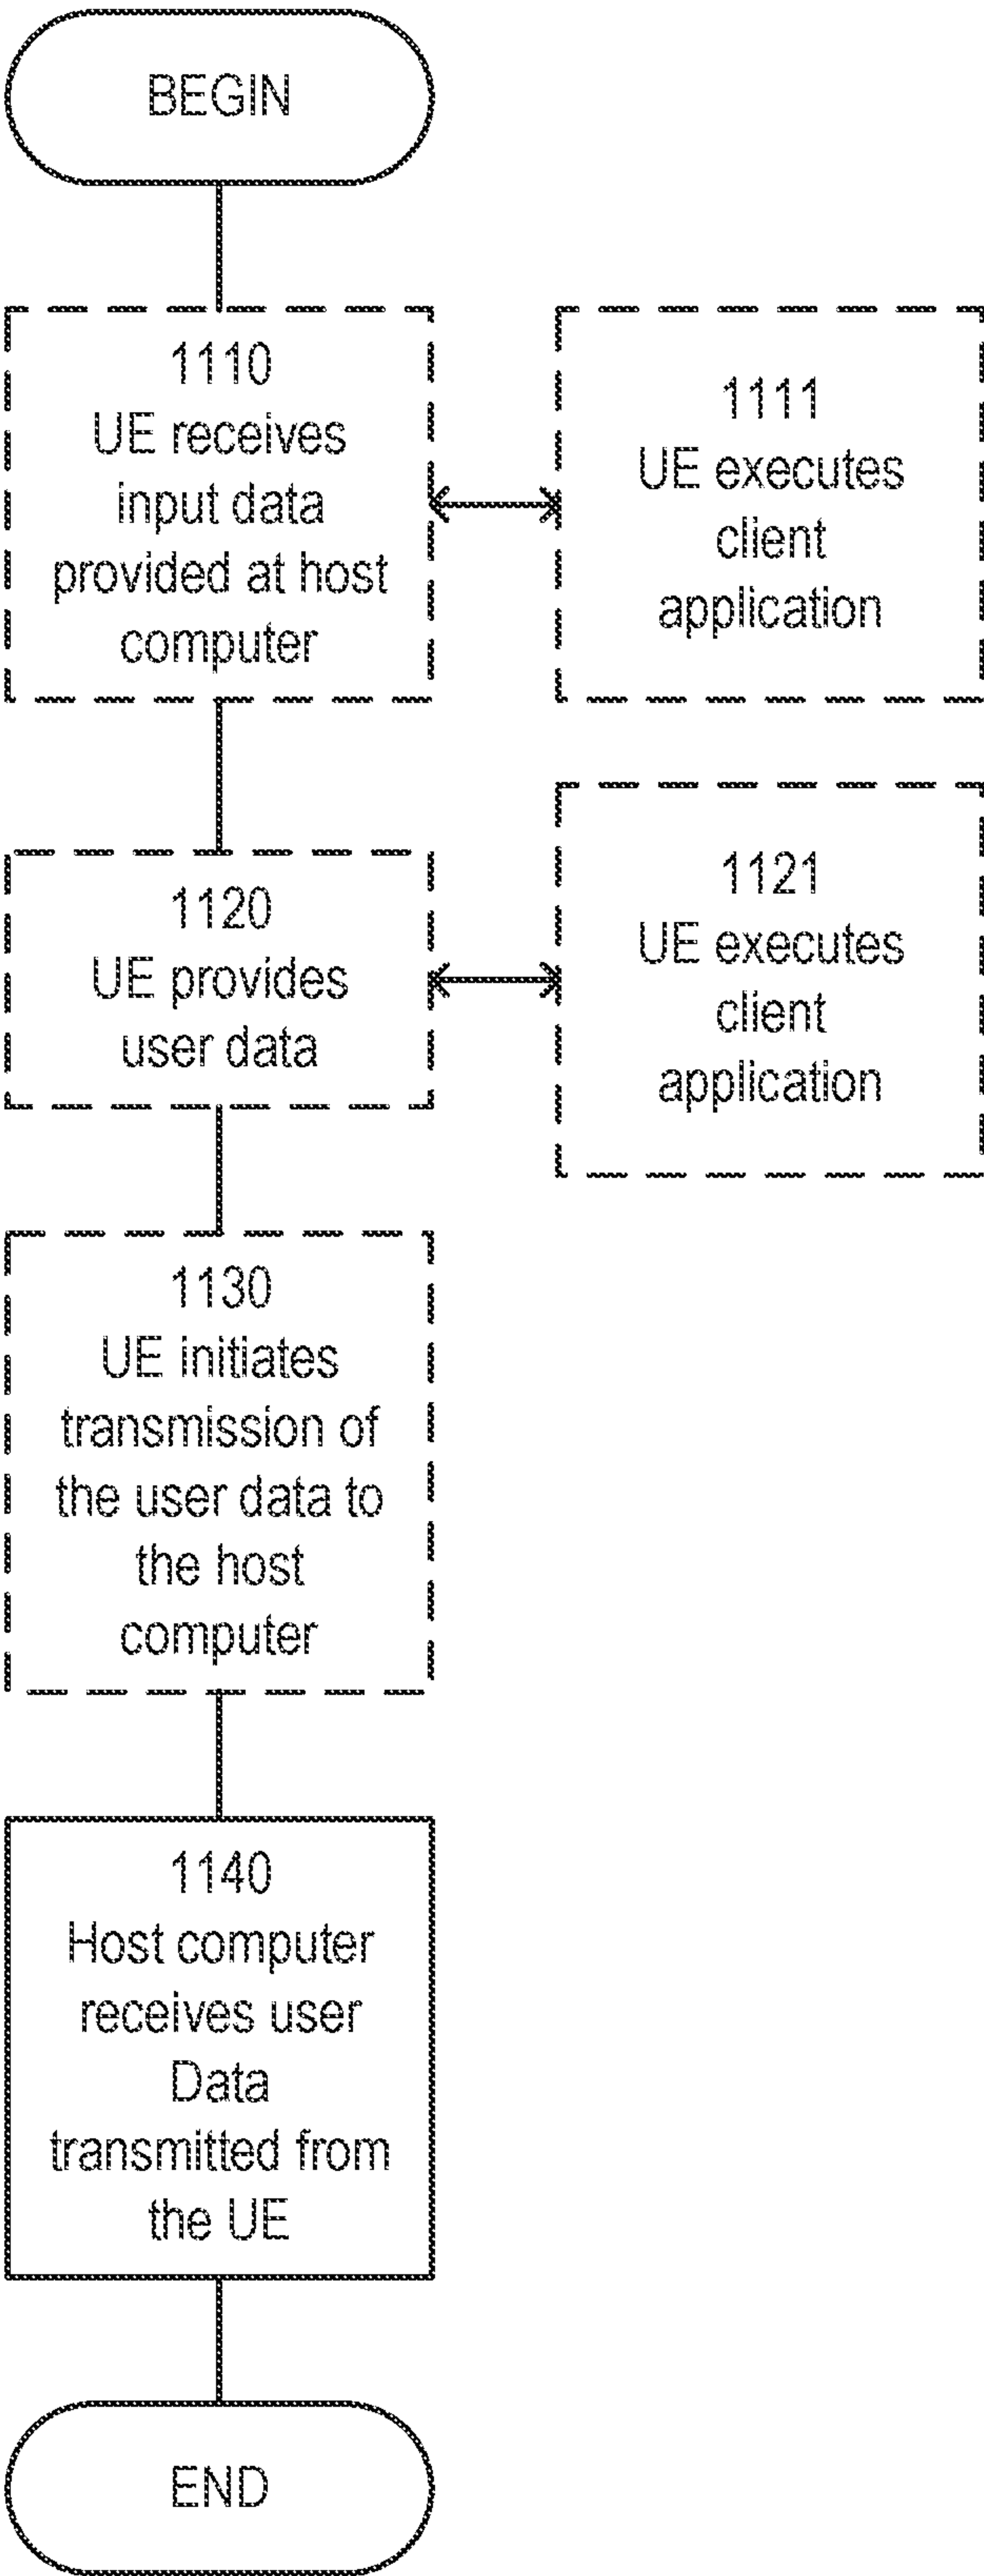 BEGIN
1110
UE receives
input data
provided at host
computer
1111
UE executes
client
application
1120
UE provides
user data
1121
UE executes
client
application
1130
UE initiates
transmission of
the user data to
the host
computer
1140
Host computer
receives user
Data
transmitted from
the UE
END